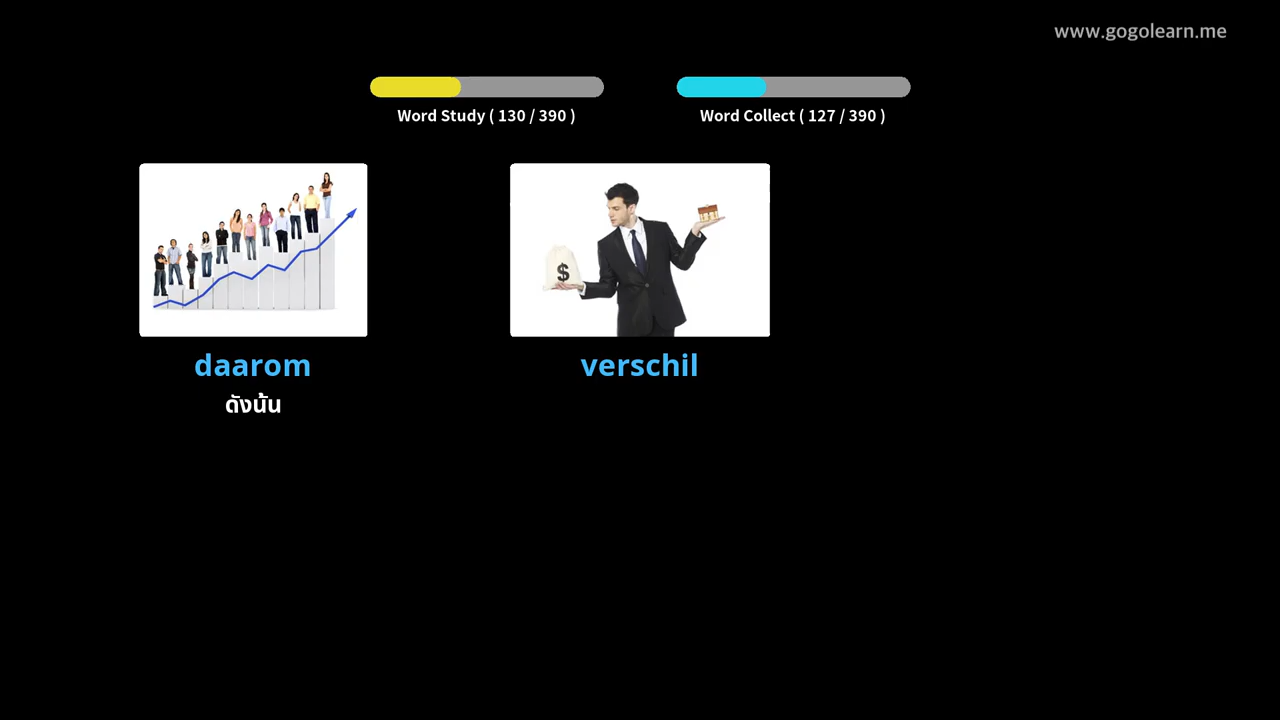 www.gogolearn.me
Word Study ( 130 / 390 )
Word Collect ( 127 / 390 )
$
daarom
verschil
ดังนั้น